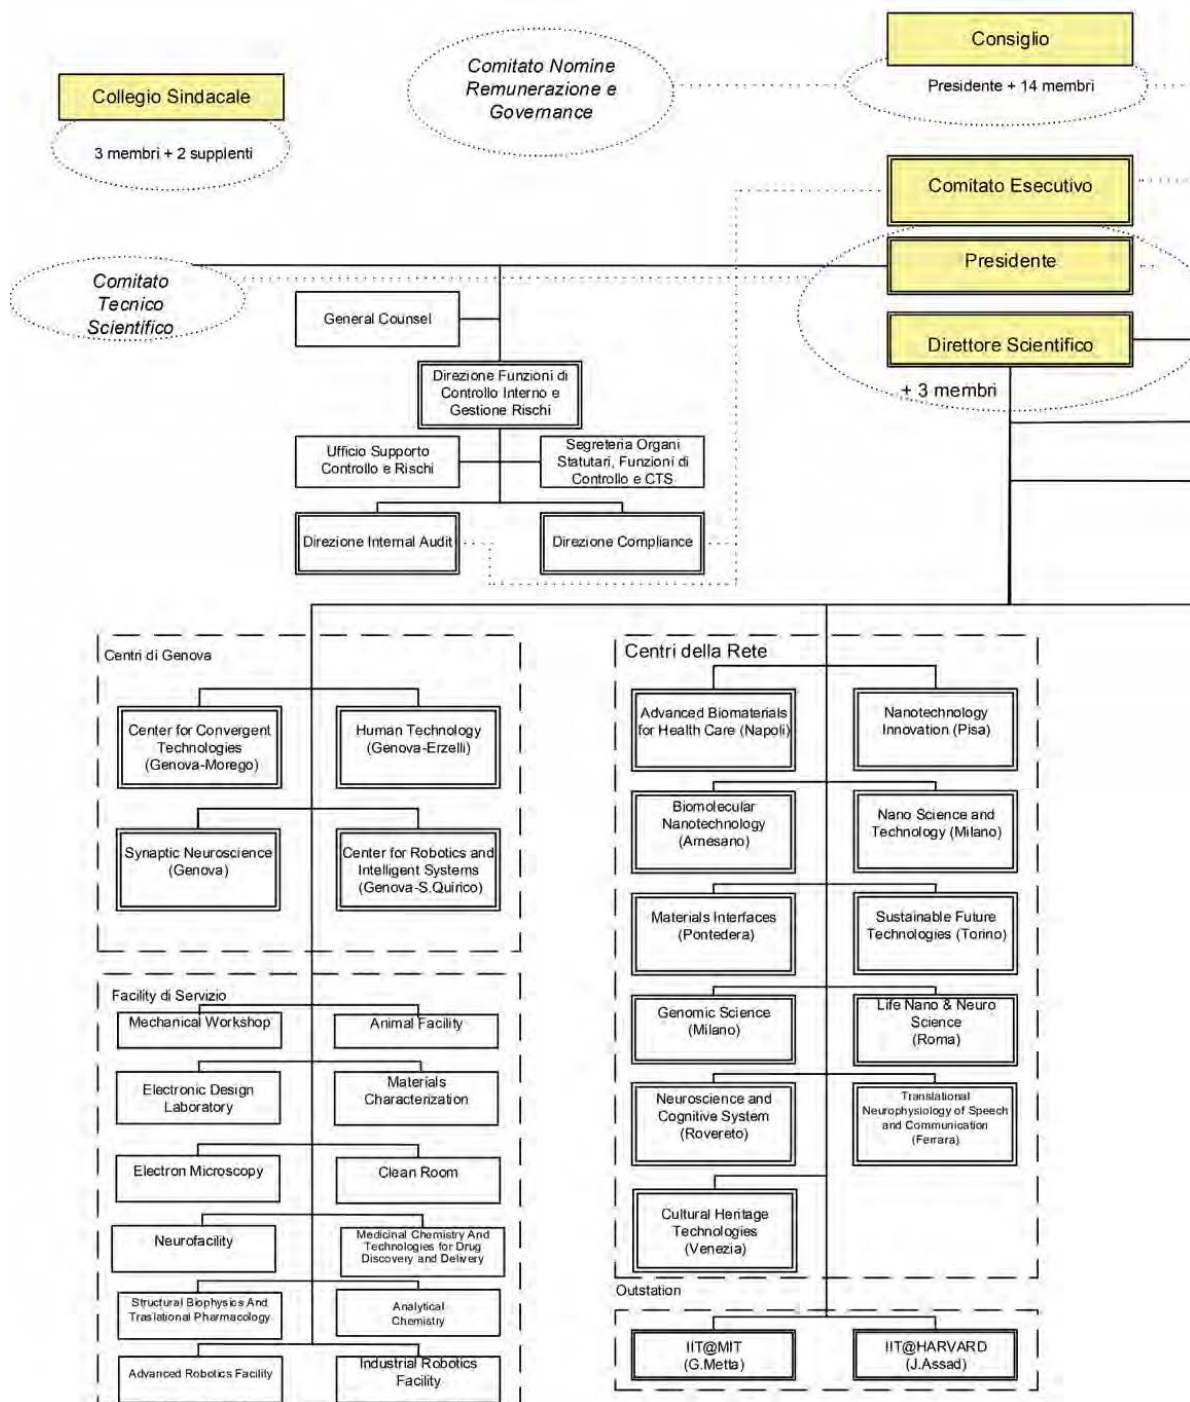 Consiglio
Presidente + 14 membri
Comitato Nomine
Remunerazione e
Governance
Collegio Sindacale
3 membri + 2 supplenti
Comitato Esecutivo
Presidente
Direttore Scientifico
+ 3 membri
Comitato
Tecnico
Scientifico
General Counsel
Direzione Funzioni di
Controllo Interno e
Gestione Rischi
Ufficio Supporto
Controllo e Rischi
Segreteria Organi
Statutari, Funzioni di
Controllo e CTS
Direzione Internal Audit
Direzione Compliance
Centri di Genova
Center for Convergent
Technologies
(Genova-Morego)
Human Technology
(Genova-Erzelli)
Synaptic Neuroscience
(Genova)
Center for Robotics and
Intelligent Systems
(Genova-S.Quirico)
Facility di Servizio
Mechanical Workshop
Animal Facility
Electronic Design
Laboratory
Materials
Characterization
Electron Microscopy
Clean Room
Neurofacility
Medicinal Chemistry And
Technologies for Drug
Discovery and Delivery
Structural Biophysics And
Traslational Pharmacology
Analytical
Chemistry
Advanced Robotics Facility
Industrial Robotics
Facility
Centri della Rete
Advanced Biomaterials
for Health Care (Napoli)
Nanotechnology
Innovation (Pisa)
Biomolecular
Nanotechnology
(Arnesano)
Nano Science and
Technology (Milano)
Materials Interfaces
(Pontedera)
Sustainable Future
Technologies (Torino)
Genomic Science
(Milano)
Life Nano & Neuro
Science
(Roma)
Neuroscience and
Cognitive System
(Rovereto)
Translational
Neurophysiology of Speech
and Communication
(Ferrara)
Cultural Heritage
Technologies
(Venezia)
Outstation
IIT@MIT
(G.Metta)
IIT@HARVARD
(J.Assad)